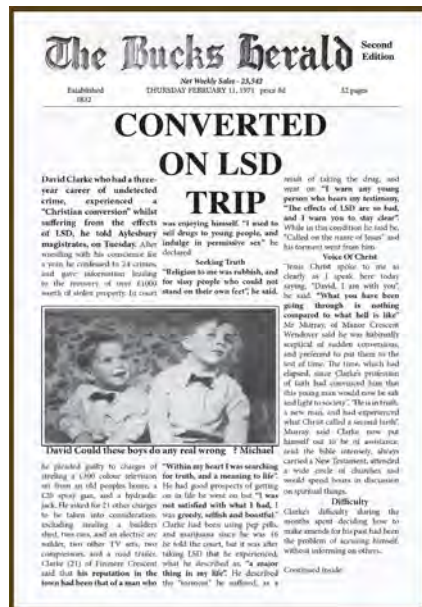 The Bucks Herald
Second
Edition
Net Weekly Sales - 23,542
Established
1832
THURSDAY FEBRUARY 11, 1971 price 8d
32 pages
CONVERTED
ON LSD
TRIP
David Clarke who had a three-
year career of undetected
crime, experienced a
"Christian conversion" whilst
suffering from the effects
of LSD, he told Aylesbury
magistrates, on Tuesday. After
wrestling with his conscience for
a year, he confessed to 24 crimes,
and gave information leading
to the recovery of over £1000
worth of stolen property. In court
was enjoying himself. "I used to
sell drugs to young people, and
indulge in permissive sex" he
declared
Seeking Truth
"Religion to me was rubbish, and
for sissy people who could not
stand on their own feet", he said.
David Could these boys do any real wrong ? Michael
he pleaded guilty to charges of
stealing a £300 colour television
set from an old peoples home, a
£20 spray gun, and a hydraulic
jack. He asked for 21 other charges
to be taken into consideration,
including stealing a builders
shed, two cars, and an electric arc
welder, two other TV sets, two
compressors, and a road trailer.
Clarke (21) of Finmere Crescent
said that his reputation in the
town had been that of a man who
"Within my heart I was searching
for truth, and a meaning to life".
He had good prospects of getting
on in life he went on but "I was
not satisfied with what I had, I
was greedy, selfish and boastful."
Clarke had been using pep pills,
and marijuana since he was 16
he told the court, but it was after
taking LSD that he experienced,
what he described as, "a major
thing in my life". He described
the "torment" he suffered, as a
result of taking the drug, and
went on "I warn any young
person who hears my testimony,
"The effects of LSD are so bad,
and I warn you to stay clear".
While in this condition he said he,
"Called on the name of Jesus" and
his torment went from him.
Voice Of Christ
"Jesus Christ spoke to me as
clearly as I speak here today
saying, "David, I am with you",
he said. "What you have been
going through is nothing
compared to what hell is like"
Mr Murray, of Manor Crescent
Wendover said he was habitually
sceptical of sudden conversions,
and preferred to put them to the
test of time. The time, which had
elapsed, since Clarke's profession
of faith had convinced him that
this young man would now be salt
and light to society". "He is in truth,
a new man, and had experienced
what Christ called a second birth".
Murray said Clarke now put
himself out to be of assistance,
read the bible intensely, always
carried a New Testament, attended
a wide circle of churches and
would spend hours in discussion
on spiritual things.
Difficulty
Clarke's difficulty during the
months spent deciding how to
make amends for his past had been
the problem of accusing himself,
without informing on others.
Continued inside